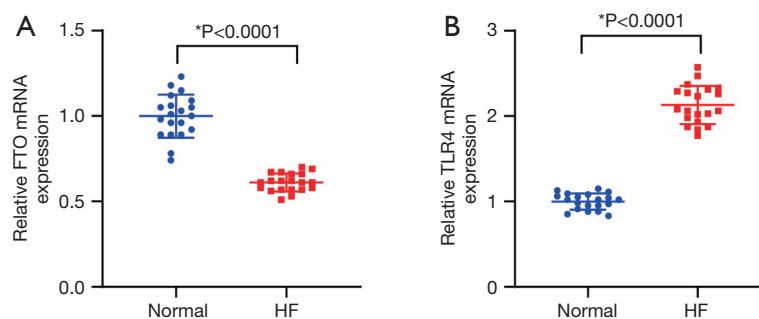 A
*P<0.0001
Relative FTO mRNA
expression
1.5
1.0
0.5
0.0
Normal
HF
B
*P<0.0001
Relative TLR4 mRNA
expression
3
2
1
0
Normal
HF